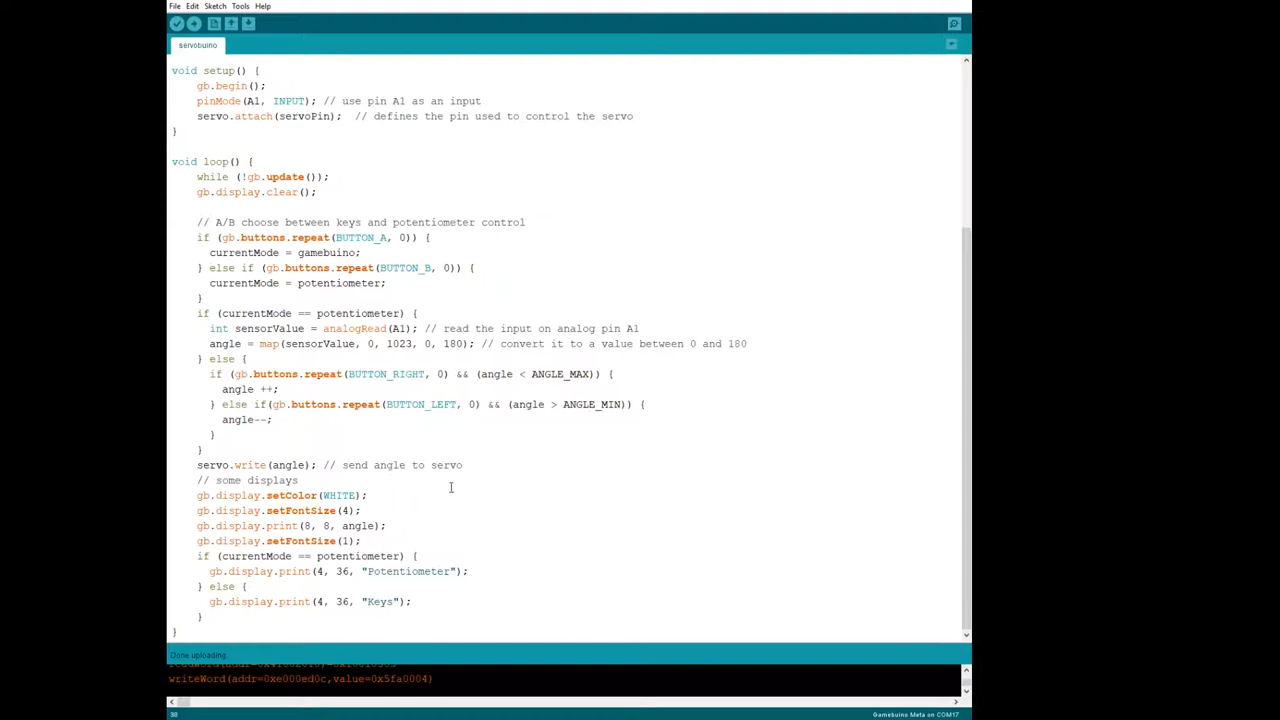 File Edit Sketch Tools Help
servobuino
void setup() {
gb.begin();
pinMode(A1, INPUT); // use pin A1 as an input
servo.attach(servoPin); // defines the pin used to control the servo
}
void loop() {
while (!gb.update());
gb.display.clear();
// A/B choose between keys and potentiometer control
if (gb.buttons.repeat(BUTTON_A, 0)) {
currentMode = gamebuino;
} else if (gb.buttons.repeat(BUTTON_B, 0)) {
currentMode = potentiometer;
}
if (currentMode == potentiometer) {
int sensorValue = analogRead(A1); // read the input on analog pin A1
angle = map(sensorValue, 0, 1023, 0, 180); // convert it to a value between 0 and 180
} else {
if (gb.buttons.repeat(BUTTON_RIGHT, 0) && (angle < ANGLE_MAX)) {
angle ++;
} else if(gb.buttons.repeat(BUTTON_LEFT, 0) && (angle > ANGLE_MIN)) {
angle--;
}
}
servo.write(angle); // send angle to servo
// some displays
gb.display.setColor(WHITE);
gb.display.setFontSize(4);
gb.display.print(8, 8, angle);
gb.display.setFontSize(1);
if (currentMode == potentiometer) {
gb.display.print(4, 36, "Potentiometer");
} else {
gb.display.print(4, 36, "Keys");
}
}
Done uploading.
writeWord(addr=0xe000ed0c,value=0x5fa0004)
30
Gamebuino Meta on COM17